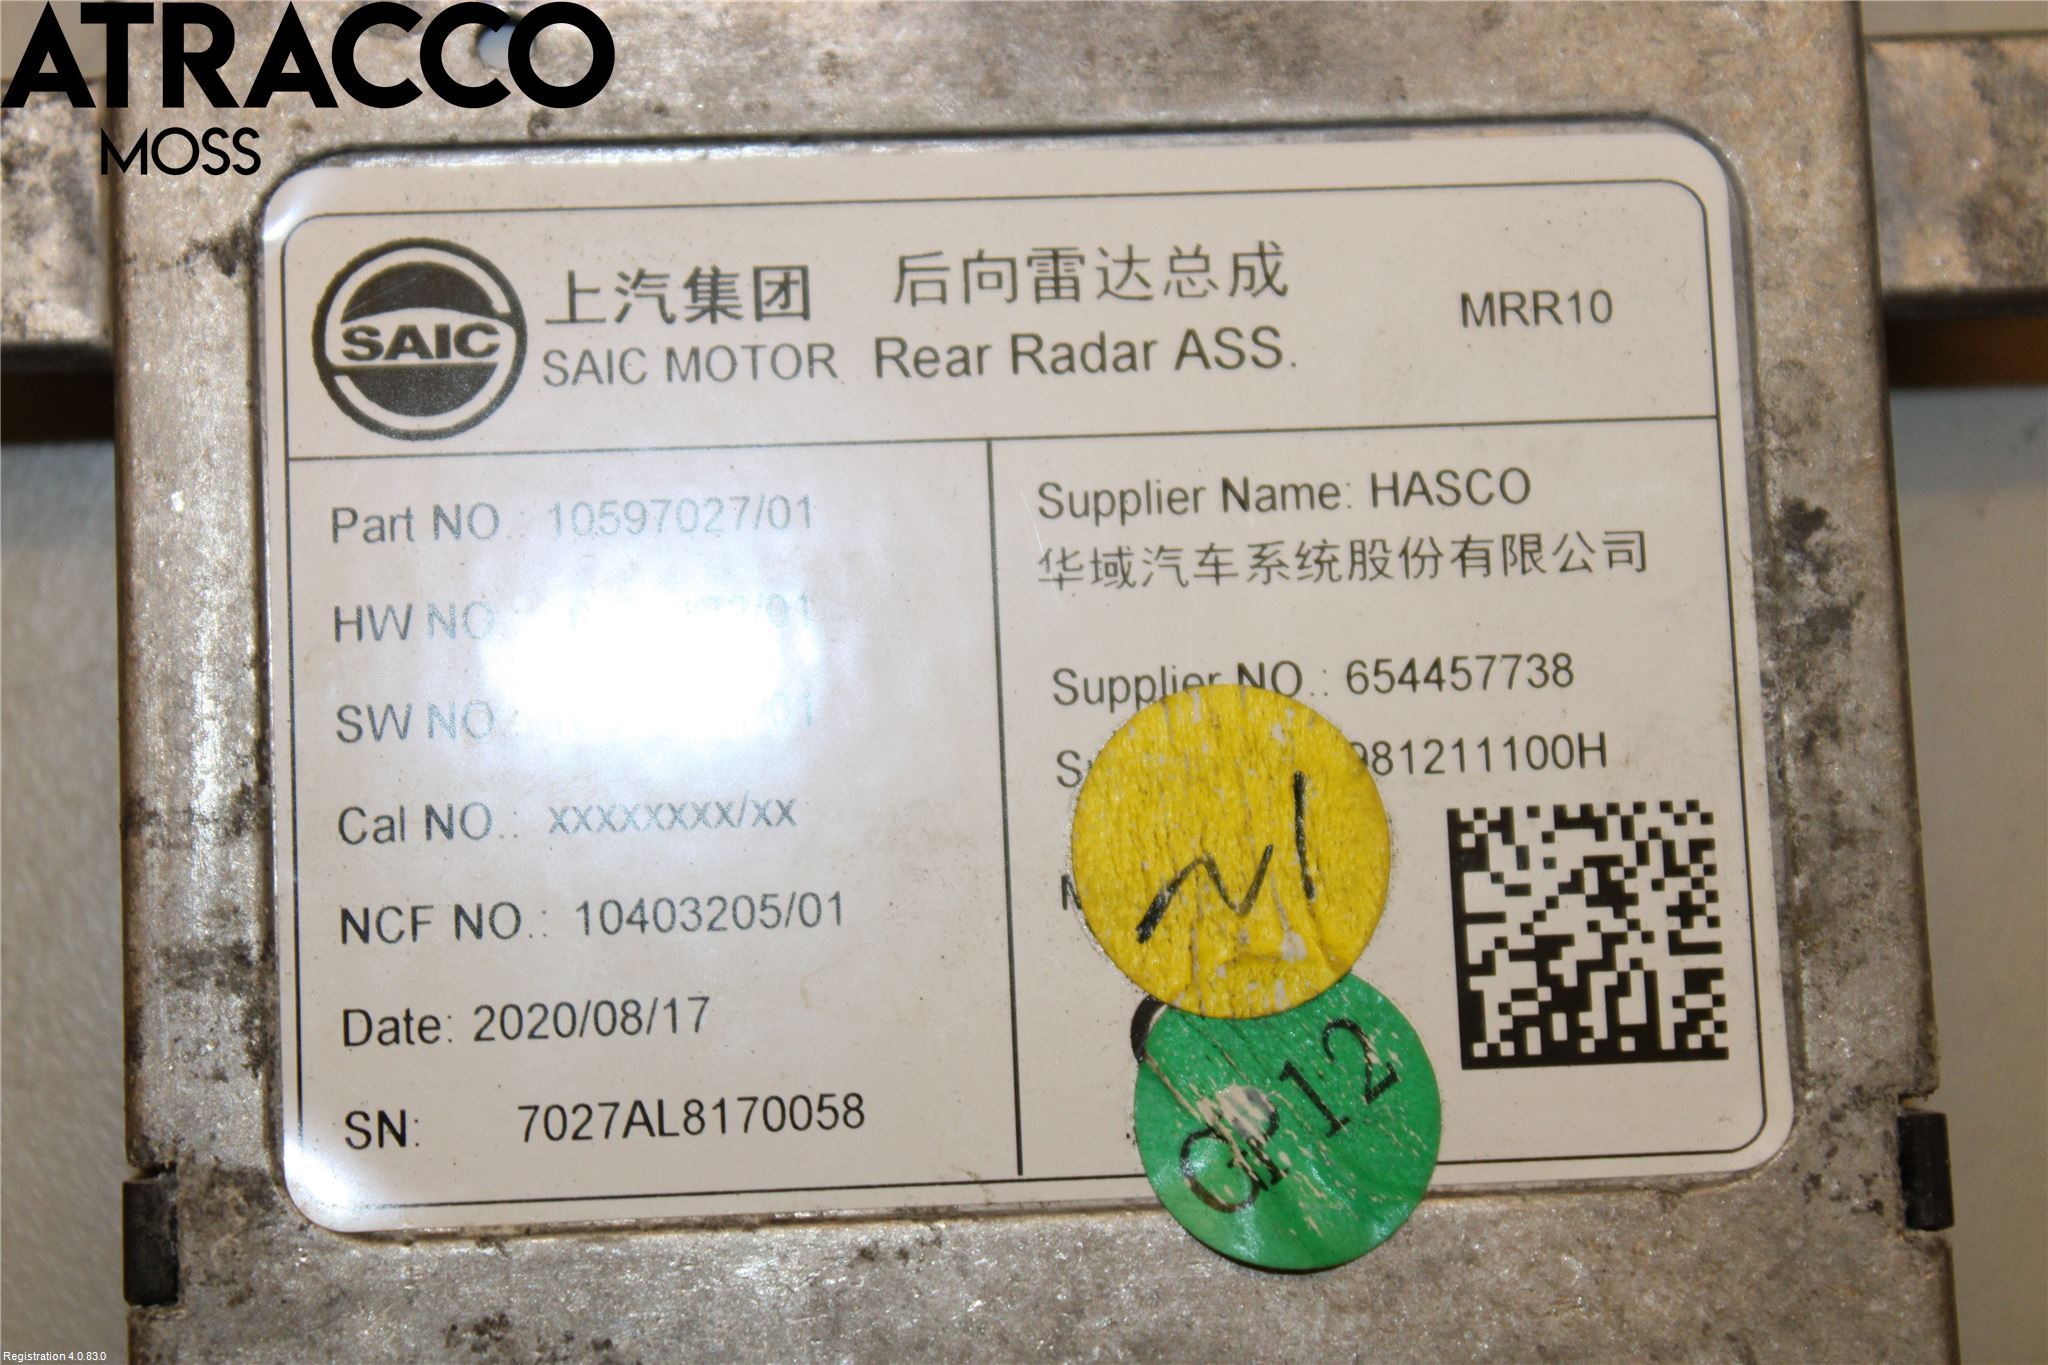 ATRACCO
MOSS
SAIC
上汽集团 后向雷达总成
SAIC MOTOR Rear Radar ASS.
MRR10
Part NO.: 10597027/01
HW NO.
SW NO.
Cal NO.: xxxxxxxx/xx
NCF NO.: 10403205/01
Date: 2020/08/17
SN: 7027AL8170058
Supplier Name: HASCO
华域汽车系统股份有限公司
Supplier NO.: 654457738
981211100H
GP12
Registration 4.0.83.0